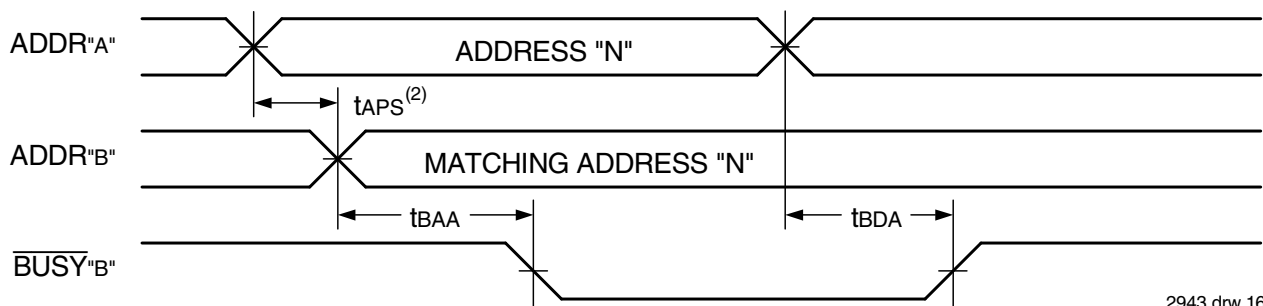 ADDR"A"
ADDRESS "N"
tAPS(2)
ADDR"B"
MATCHING ADDRESS "N"
tBAA
tBDA
BUSY"B"
2943 drw 16